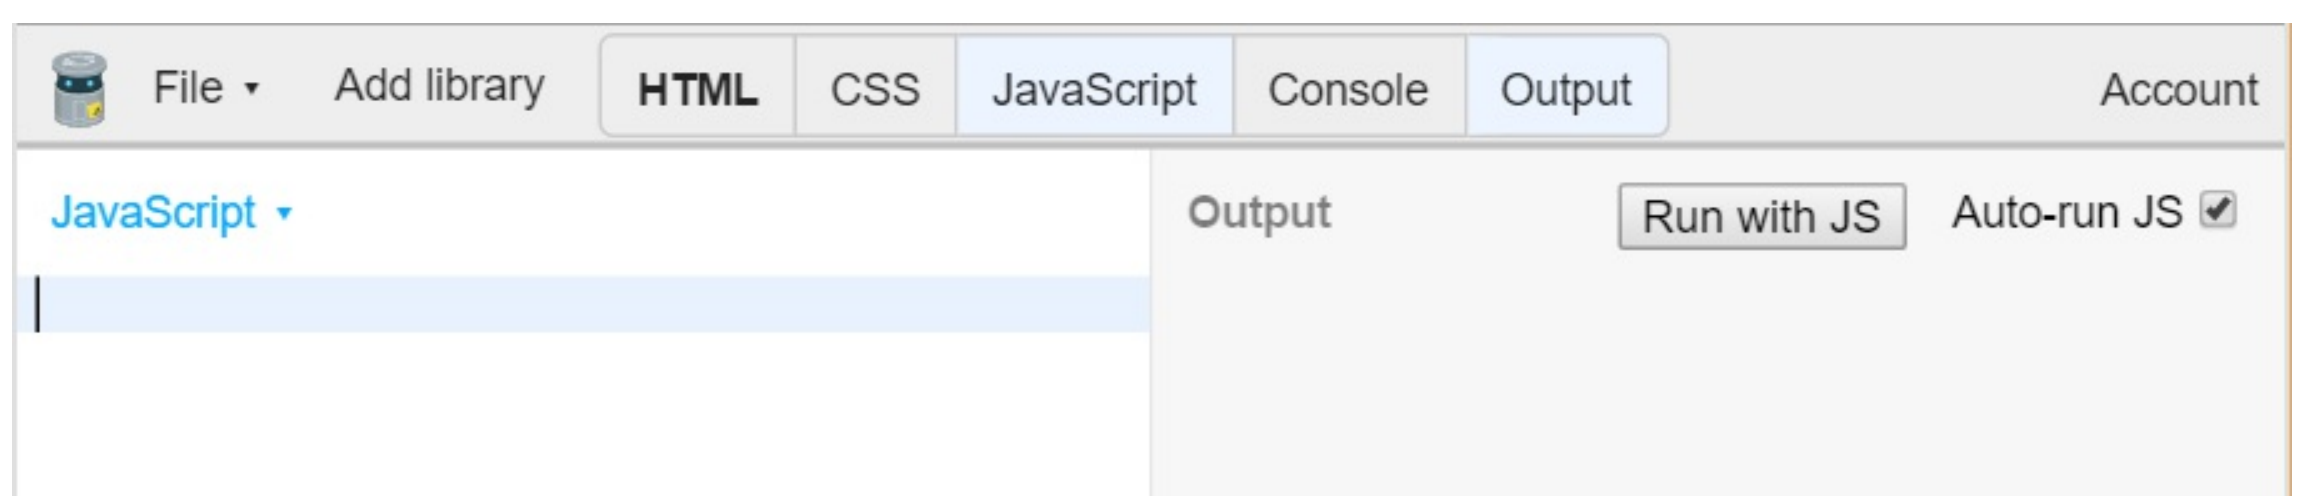 File ▾ Add library HTML CSS JavaScript Console Output Account
JavaScript ▾
Output Run with JS Auto-run JS